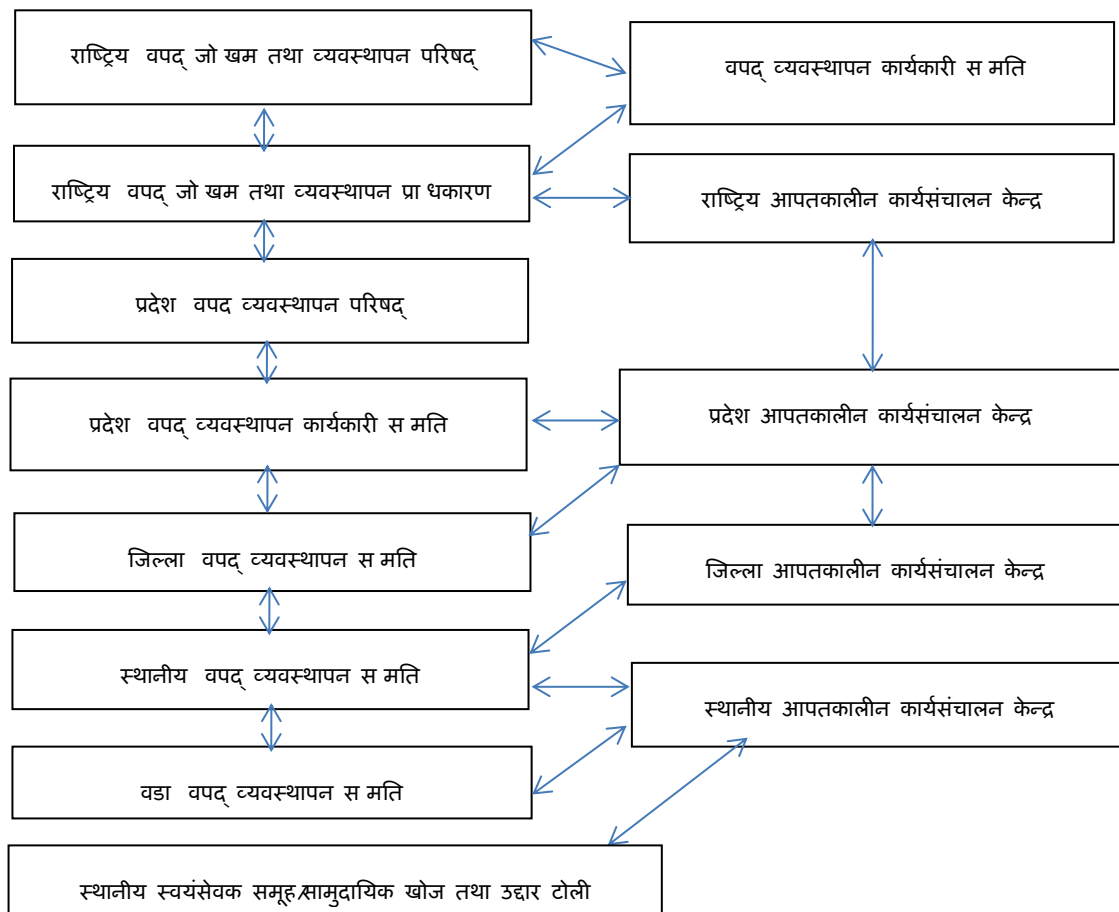 राष्ट्रिय वपद् जो खम तथा व्यवस्थापन परिषद्
वपद् व्यवस्थापन कार्यकारी स मति
राष्ट्रिय वपद् जो खम तथा व्यवस्थापन प्रा धकारण
राष्ट्रिय आपतकालीन कार्यसंचालन केन्द्र
प्रदेश वपद व्यवस्थापन परिषद्
प्रदेश वपद् व्यवस्थापन कार्यकारी स मति
प्रदेश आपतकालीन कार्यसंचालन केन्द्र
जिल्ला वपद् व्यवस्थापन स मति
जिल्ला आपतकालीन कार्यसंचालन केन्द्र
स्थानीय वपद् व्यवस्थापन स मति
स्थानीय आपतकालीन कार्यसंचालन केन्द्र
वडा वपद् व्यवस्थापन स मति
स्थानीय स्वयंसेवक समूह/सामुदायिक खोज तथा उद्दार टोली